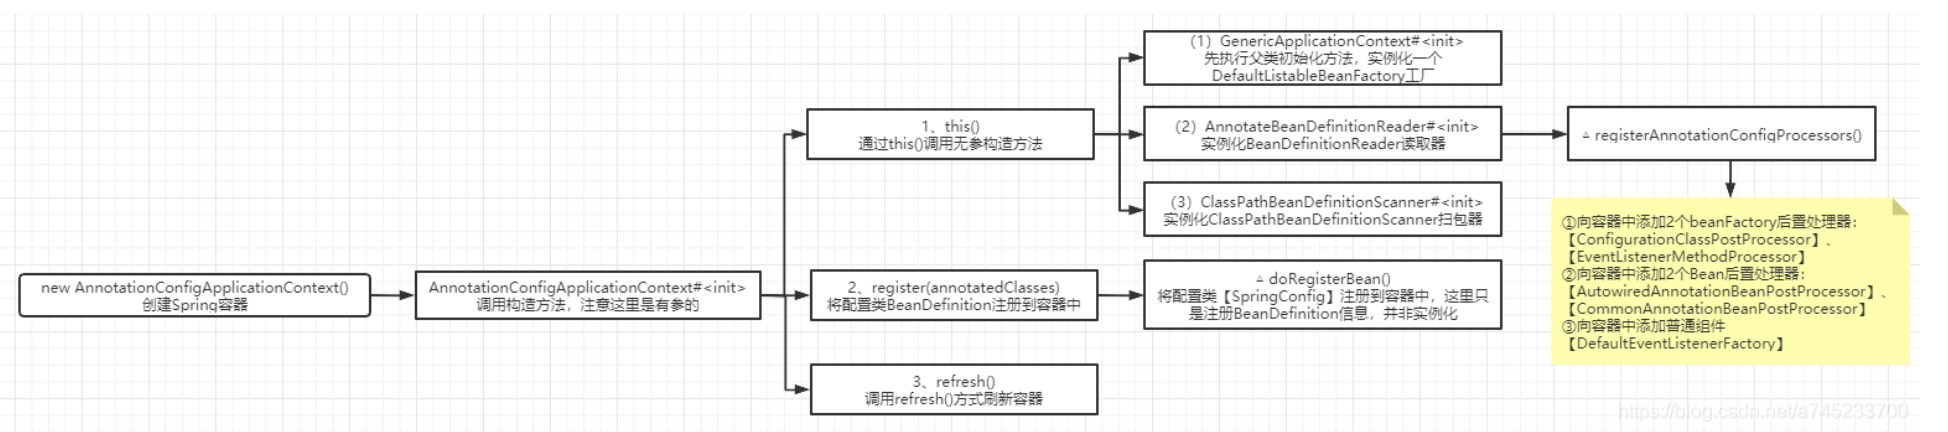 new AnnotationConfigApplicationContext()
创建Spring容器
AnnotationConfigApplicationContext#<init>
调用构造方法，注意这里是有参的
1、this()
通过this()调用无参构造方法
(1) GenericApplicationContext#<init>
先执行父类初始化方法，实例化一个
DefaultListableBeanFactory工厂
(2) AnnotateBeanDefinitionReader#<init>
实例化BeanDefinitionReader读取器
(3) ClassPathBeanDefinitionScanner#<init>
实例化ClassPathBeanDefinitionScanner扫包器
△ registerAnnotationConfigProcessors()
①向容器中添加2个beanFactory后置处理器：
【ConfigurationClassPostProcessor】、
【EventListenerMethodProcessor】
②向容器中添加2个Bean后置处理器：
【AutowiredAnnotationBeanPostProcessor】、
【CommonAnnotationBeanPostProcessor】
③向容器中添加普通组件
【DefaultEventListenerFactory】
2、register(annotatedClasses)
将配置类BeanDefinition注册到容器中
△ doRegisterBean()
将配置类【SpringConfig】注册到容器中，这里只
是注册BeanDefinition信息，并非实例化
3、refresh()
调用refresh()方式刷新容器
https://blog.csdn.net/a745233700